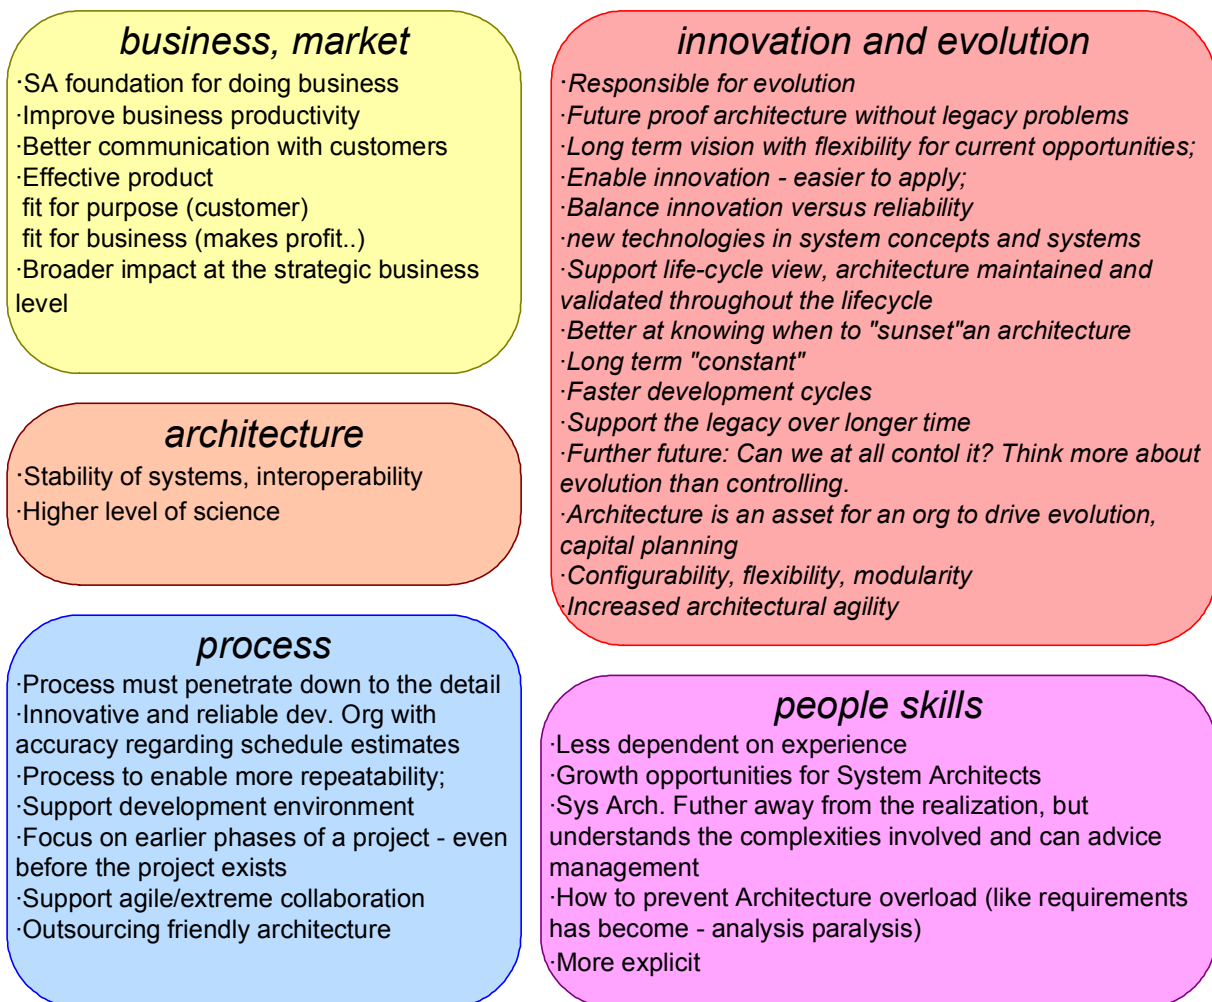 business, market
·SA foundation for doing business
·Improve business productivity
·Better communication with customers
·Effective product
fit for purpose (customer)
fit for business (makes profit..)
·Broader impact at the strategic business
level
architecture
·Stability of systems, interoperability
·Higher level of science
process
·Process must penetrate down to the detail
·Innovative and reliable dev. Org with
accuracy regarding schedule estimates
·Process to enable more repeatability;
·Support development environment
·Focus on earlier phases of a project - even
before the project exists
·Support agile/extreme collaboration
·Outsourcing friendly architecture
innovation and evolution
·Responsible for evolution
·Future proof architecture without legacy problems
·Long term vision with flexibility for current opportunities;
·Enable innovation - easier to apply;
·Balance innovation versus reliability
·new technologies in system concepts and systems
·Support life-cycle view, architecture maintained and
validated throughout the lifecycle
·Better at knowing when to "sunset"an architecture
·Long term "constant"
·Faster development cycles
·Support the legacy over longer time
·Further future: Can we at all contol it? Think more about
evolution than controlling.
·Architecture is an asset for an org to drive evolution,
capital planning
·Configurability, flexibility, modularity
·Increased architectural agility
people skills
·Less dependent on experience
·Growth opportunities for System Architects
·Sys Arch. Futher away from the realization, but
understands the complexities involved and can advice
management
·How to prevent Architecture overload (like requirements
has become - analysis paralysis)
·More explicit